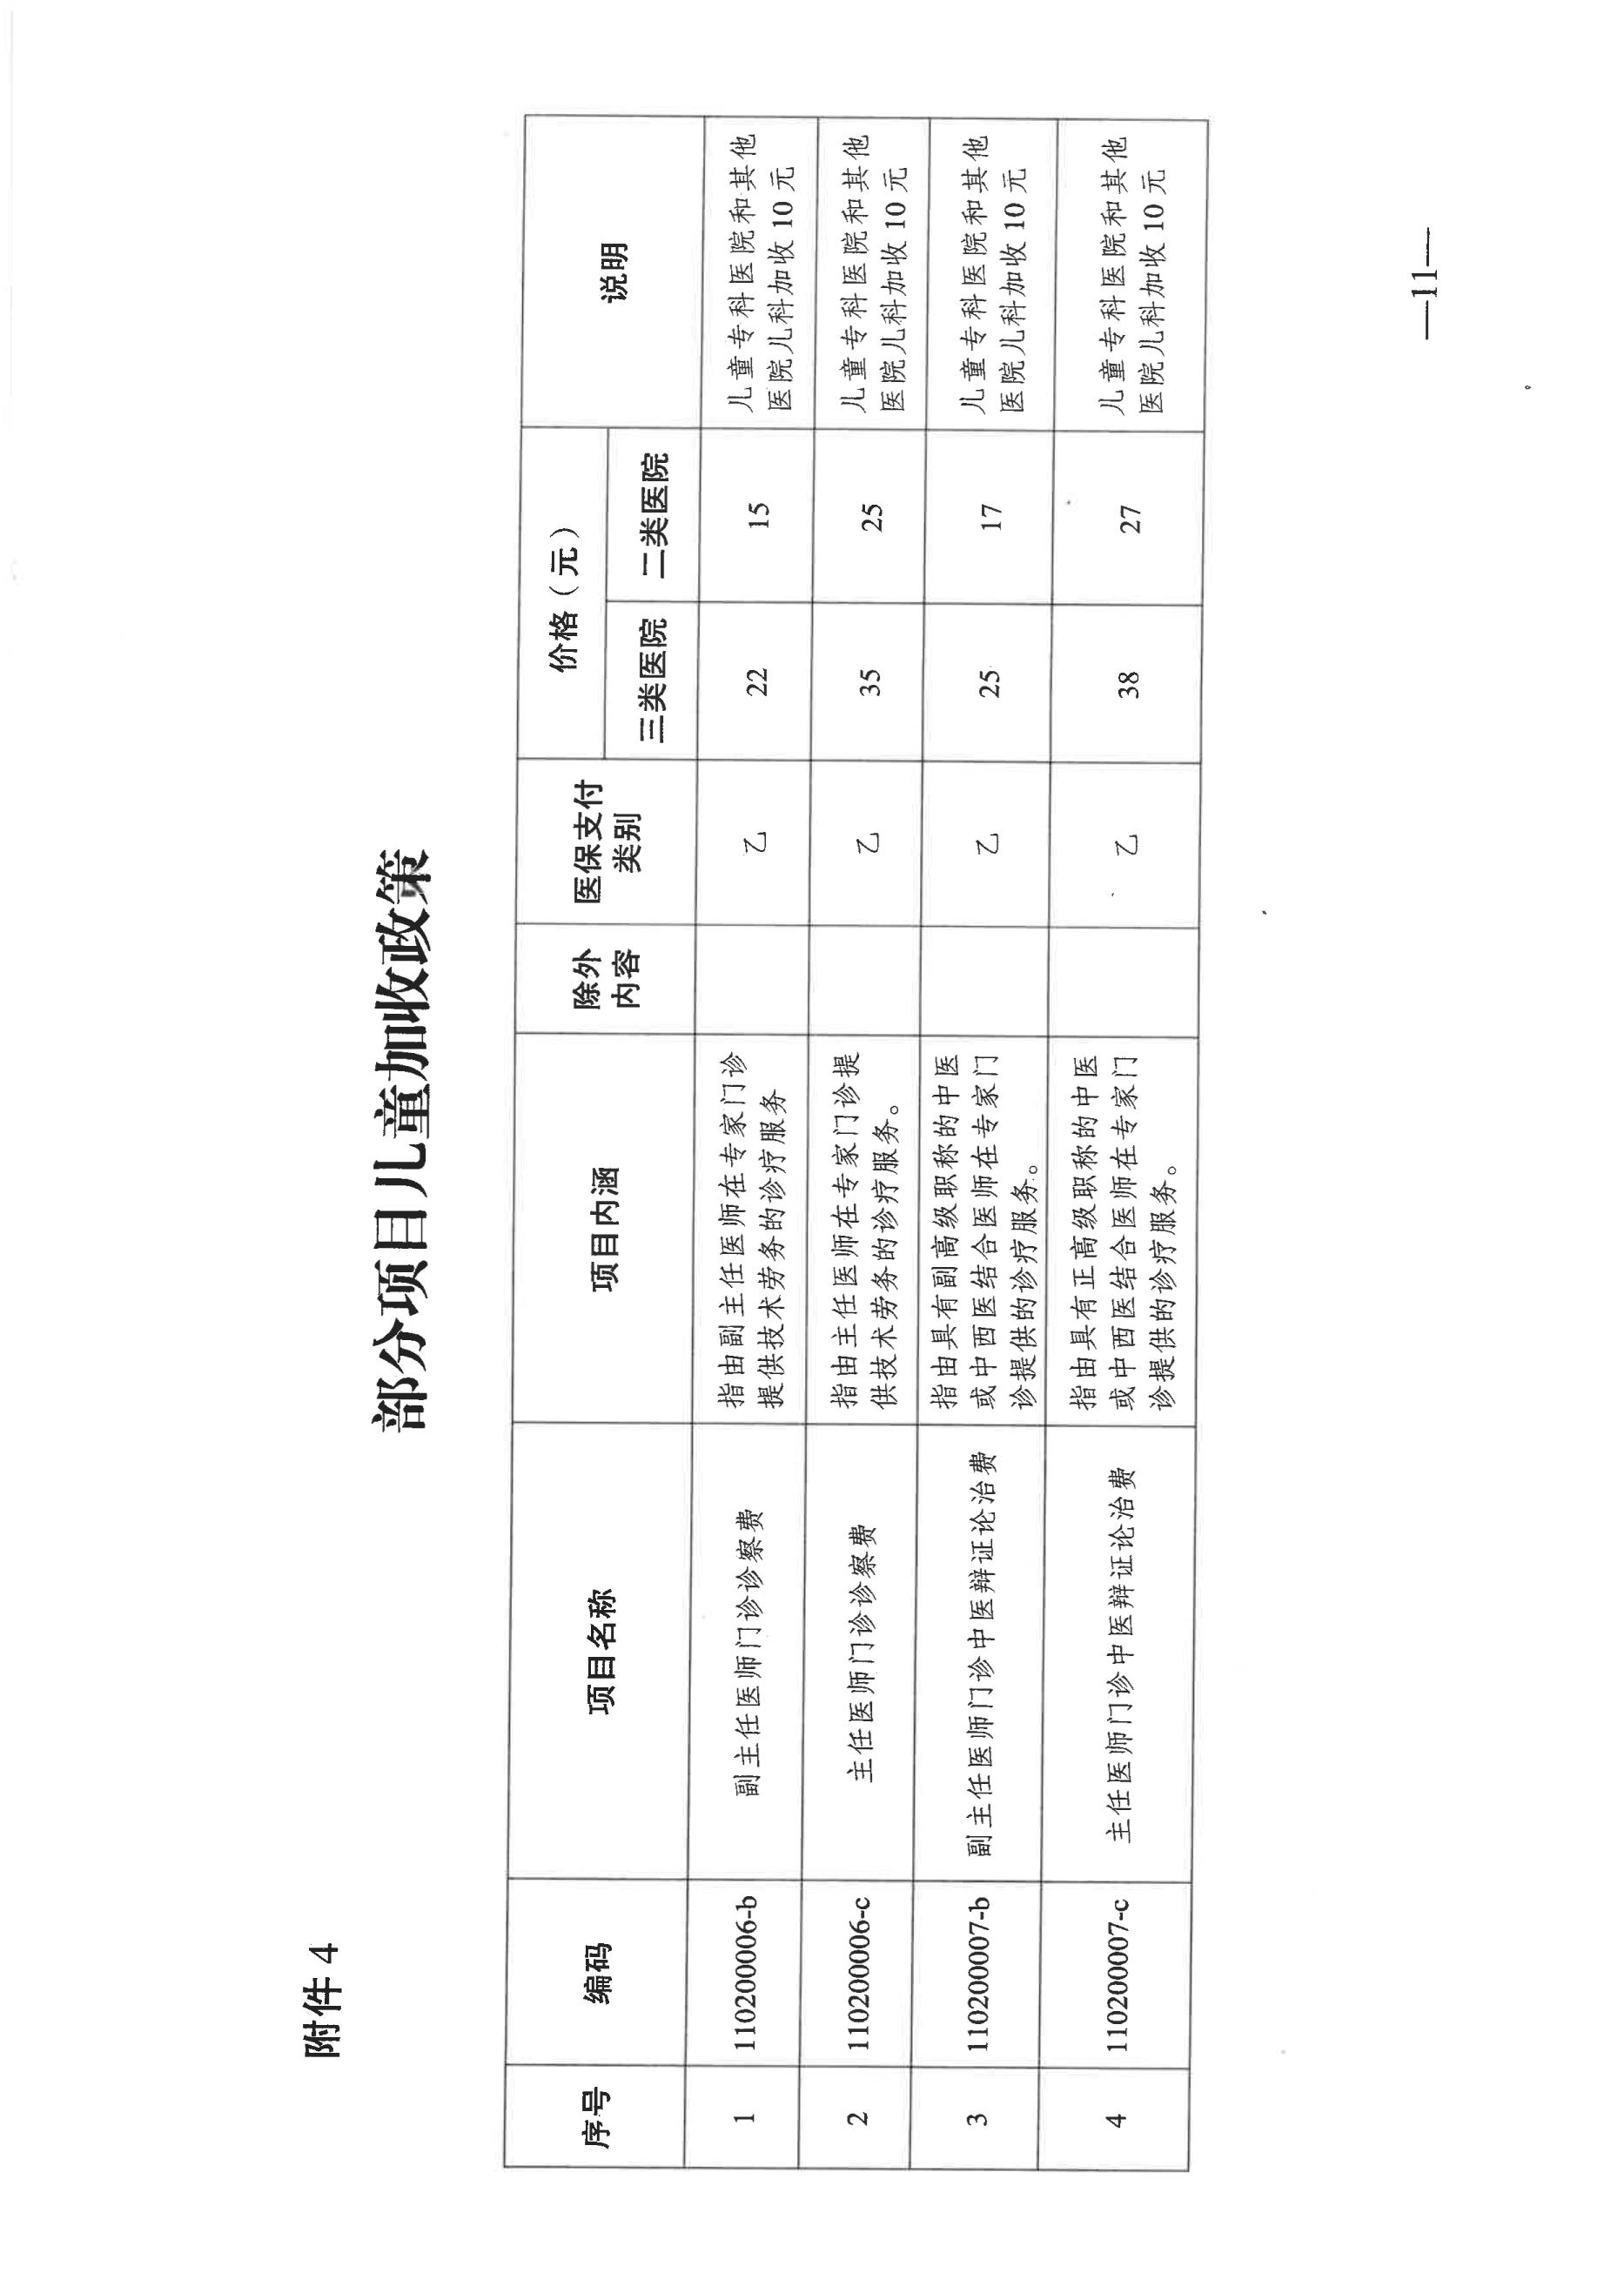 附件 4
部分项目儿童加收政策
序号
编码
项目名称
项目内涵
除外
内容
医保支付
类别
价格（元）
三类医院
二类医院
说明
1
110200006-b
副主任医师门诊诊察费
指由副主任医师在专家门诊
提供技术劳务的诊疗服务
乙
22
15
儿童专科医院和其他
医院儿科加收 10 元
2
110200006-c
主任医师门诊诊察费
指由主任医师在专家门诊提
供技术劳务的诊疗服务。
乙
35
25
儿童专科医院和其他
医院儿科加收 10 元
3
110200007-b
副主任医师门诊中医辩证论治费
指由具有副高级职称的中医
或中西医结合医师在专家门
诊提供的诊疗服务。
乙
25
17
儿童专科医院和其他
医院儿科加收 10 元
4
110200007-c
主任医师门诊中医辩证论治费
指由具有正高级职称的中医
或中西医结合医师在专家门
诊提供的诊疗服务。
乙
38
27
儿童专科医院和其他
医院儿科加收 10 元
—11—